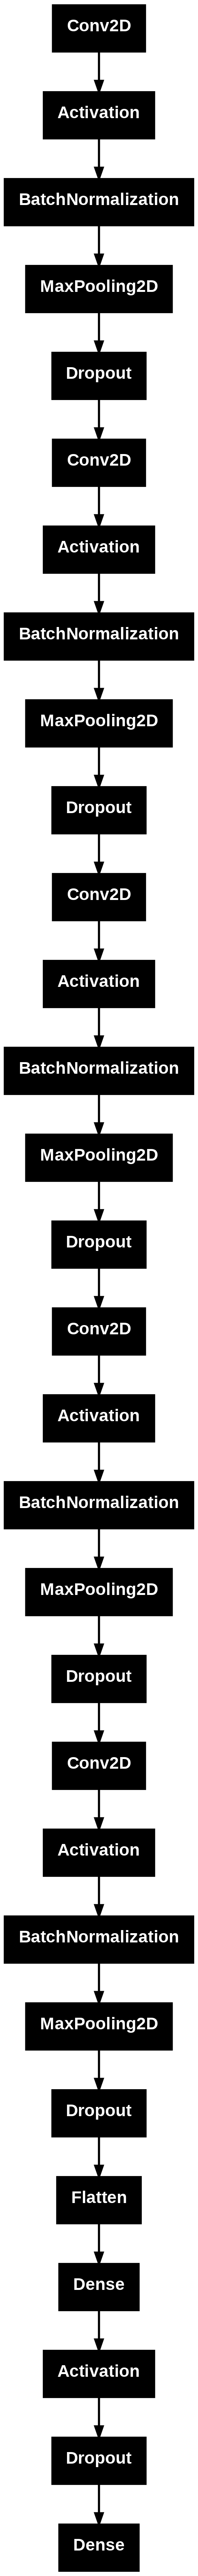 Conv2D
Activation
BatchNormalization
MaxPooling2D
Dropout
Conv2D
Activation
BatchNormalization
MaxPooling2D
Dropout
Conv2D
Activation
BatchNormalization
MaxPooling2D
Dropout
Conv2D
Activation
BatchNormalization
MaxPooling2D
Dropout
Conv2D
Activation
BatchNormalization
MaxPooling2D
Dropout
Flatten
Dense
Activation
Dropout
Dense